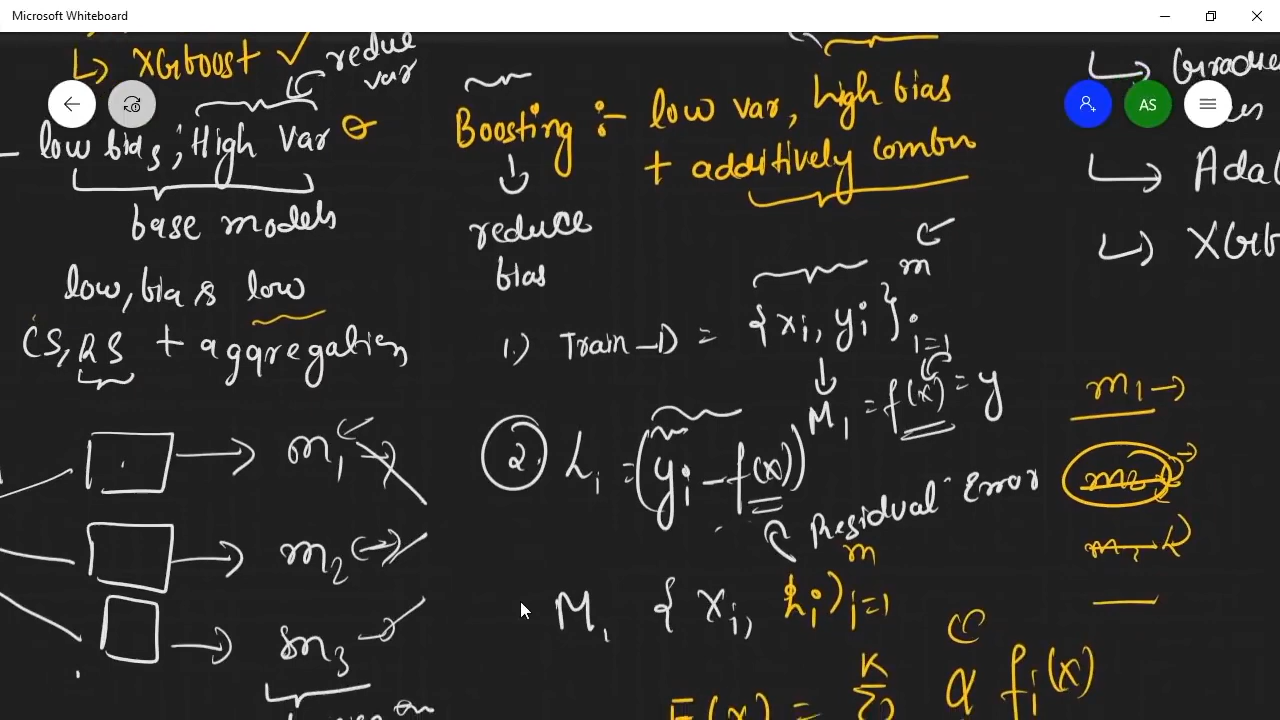 Microsoft Whiteboard
↳ XGboost ✓
reduce
var
low bias, High Var
base models
low, bias low
CS, RS + aggregation
→ m1
→ m2
→ m3
Boosting :- low var, high bias
+ additively combin
reduce
bias
1.) Train-D = {xi, yi}i=1 m
M1 = f(x) = y
2. Li = (yi - f(x))
Residual Error
M1 {xi, Li)i=1 m
F(x) = Σ K α fi(x)
m1 →
m2
AS
↳ Ada
↳ XGb